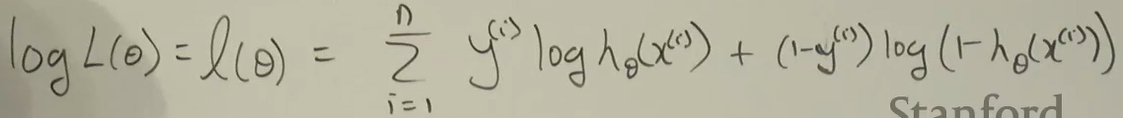 log L(θ) = ℓ(θ) = Σ_{i=1}^{n} y^{(i)} log h_θ(x^{(i)}) + (1-y^{(i)}) log (1- h_θ(x^{(i)}))
Stanford